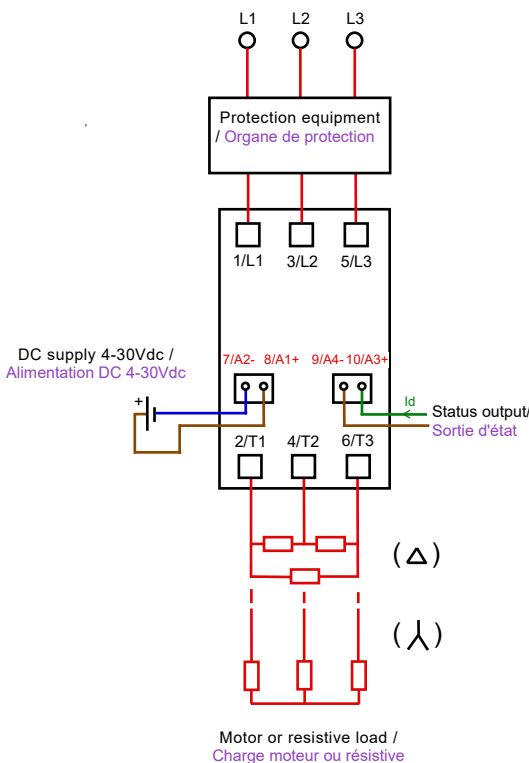 L1 L2 L3
Protection equipment
/ Organe de protection
1/L1 3/L2 5/L3
DC supply 4-30Vdc /
Alimentation DC 4-30Vdc
7/A2- 8/A1+ 9/A4- 10/A3+
+
Id
Status output/
Sortie d'état
2/T1 4/T2 6/T3
(△)
(⅄)
Motor or resistive load /
Charge moteur ou résistive